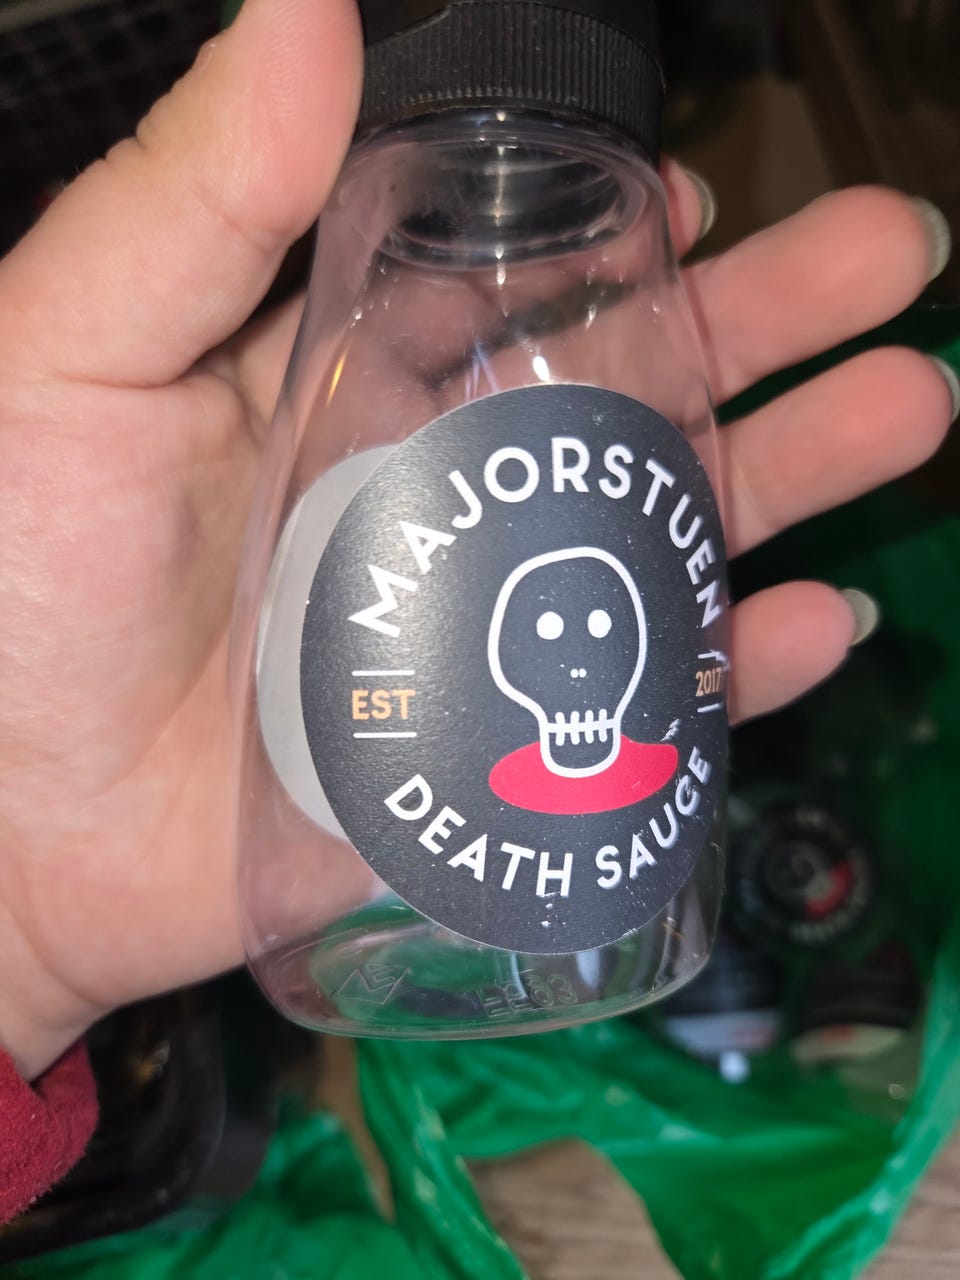 MAJORSTUEN
EST
2017
DEATH SAUCE